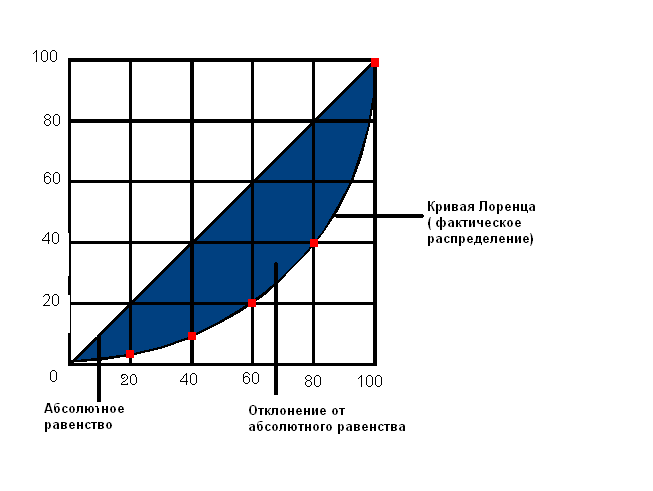 100
80
60
40
20
0
20
40
60
80
100
Кривая Лоренца
( фактическое
распределение)
Абсолютное
равенство
Отклонение от
абсолютного равенства